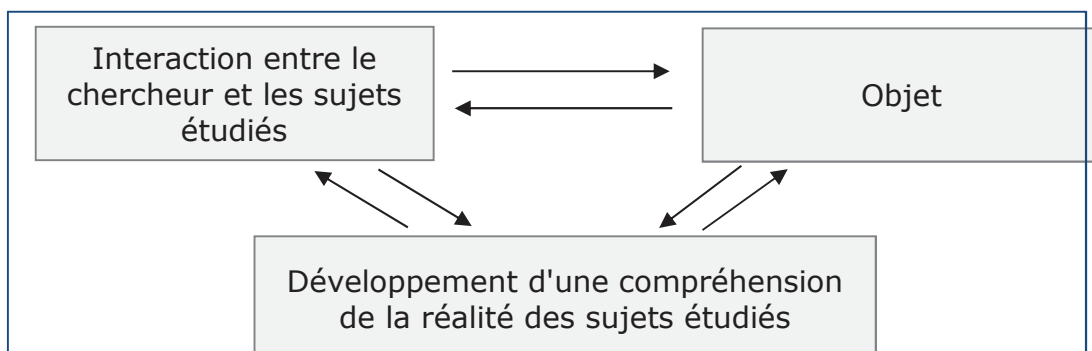 Interaction entre le
chercheur et les sujets
étudiés
Objet
Développement d'une compréhension
de la réalité des sujets étudiés